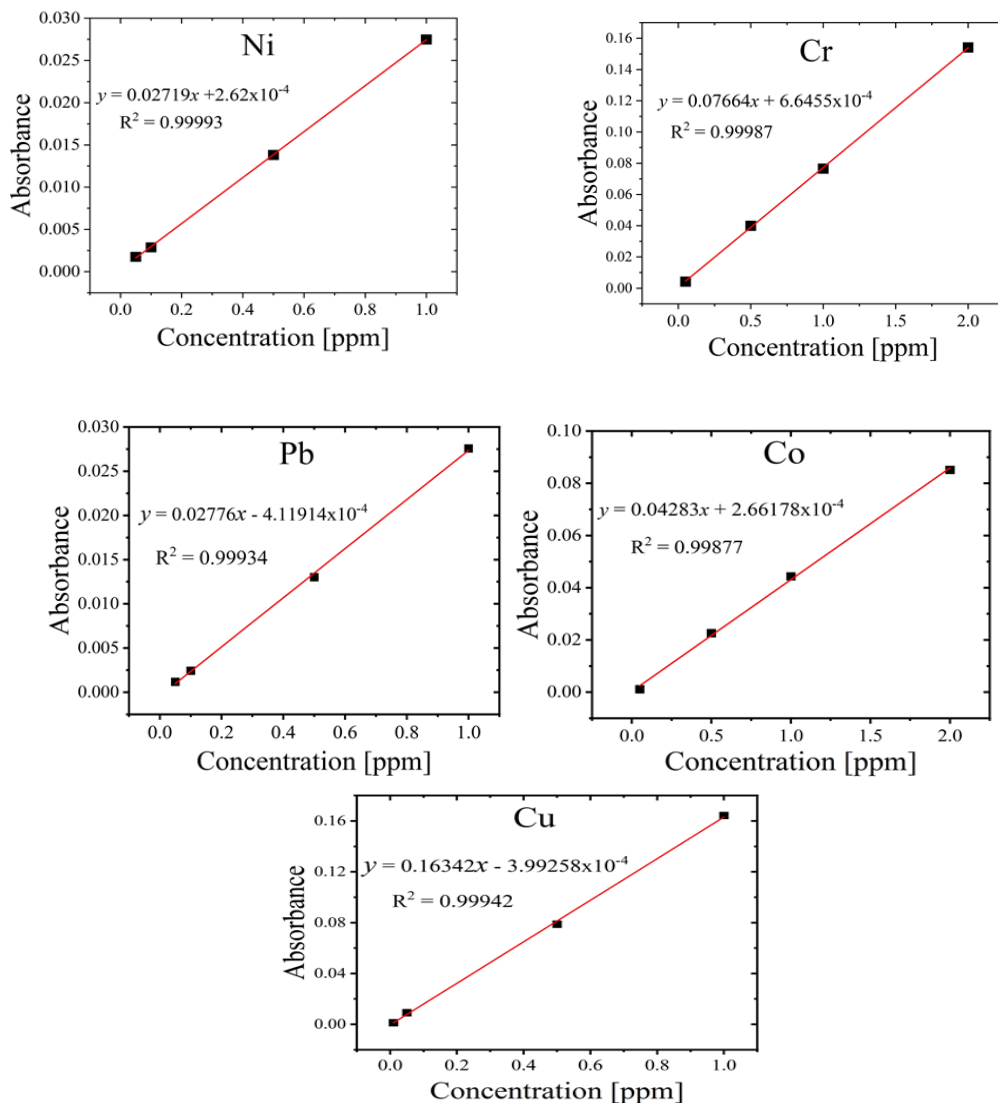 Ni
y = 0.02719x +2.62x10⁻⁴
R² = 0.99993
Absorbance
0.030
0.025
0.020
0.015
0.010
0.005
0.000
0.0 0.2 0.4 0.6 0.8 1.0
Concentration [ppm]
Cr
y = 0.07664x + 6.6455x10⁻⁴
R² = 0.99987
Absorbance
0.16
0.14
0.12
0.10
0.08
0.06
0.04
0.02
0.00
0.0 0.5 1.0 1.5 2.0
Concentration [ppm]
Pb
y = 0.02776x - 4.11914x10⁻⁴
R² = 0.99934
Absorbance
0.030
0.025
0.020
0.015
0.010
0.005
0.000
0.0 0.2 0.4 0.6 0.8 1.0
Concentration [ppm]
Co
y = 0.04283x + 2.66178x10⁻⁴
R² = 0.99877
Absorbance
0.10
0.08
0.06
0.04
0.02
0.00
0.0 0.5 1.0 1.5 2.0
Concentration [ppm]
Cu
y = 0.16342x - 3.99258x10⁻⁴
R² = 0.99942
Absorbance
0.16
0.12
0.08
0.04
0.00
0.0 0.2 0.4 0.6 0.8 1.0
Concentration [ppm]